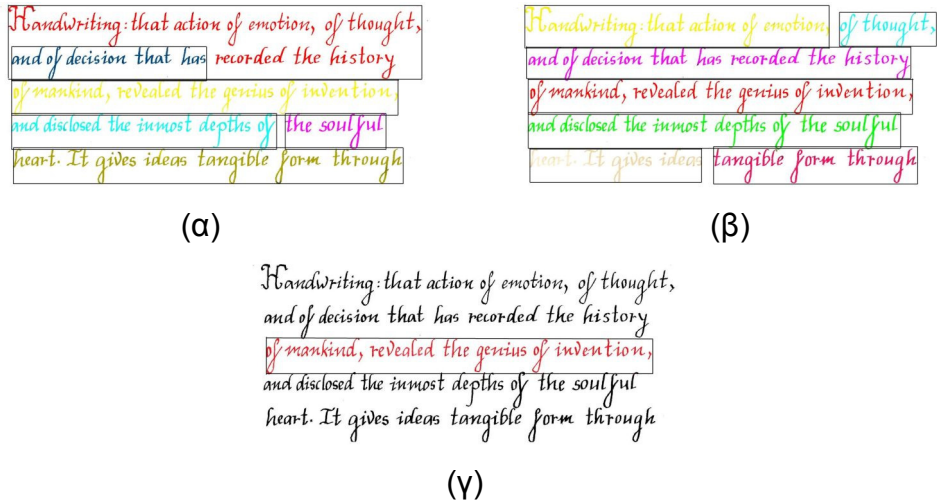 Handwriting: that action of emotion, of thought,
and of decision that has recorded the history
of mankind, revealed the genius of invention,
and disclosed the inmost depths of the soulful
heart. It gives ideas tangible form through
(α)
Handwriting: that action of emotion, of thought,
and of decision that has recorded the history
of mankind, revealed the genius of invention,
and disclosed the inmost depths of the soulful
heart. It gives ideas tangible form through
(β)
Handwriting: that action of emotion, of thought,
and of decision that has recorded the history
of mankind, revealed the genius of invention,
and disclosed the inmost depths of the soulful
heart. It gives ideas tangible form through
(γ)